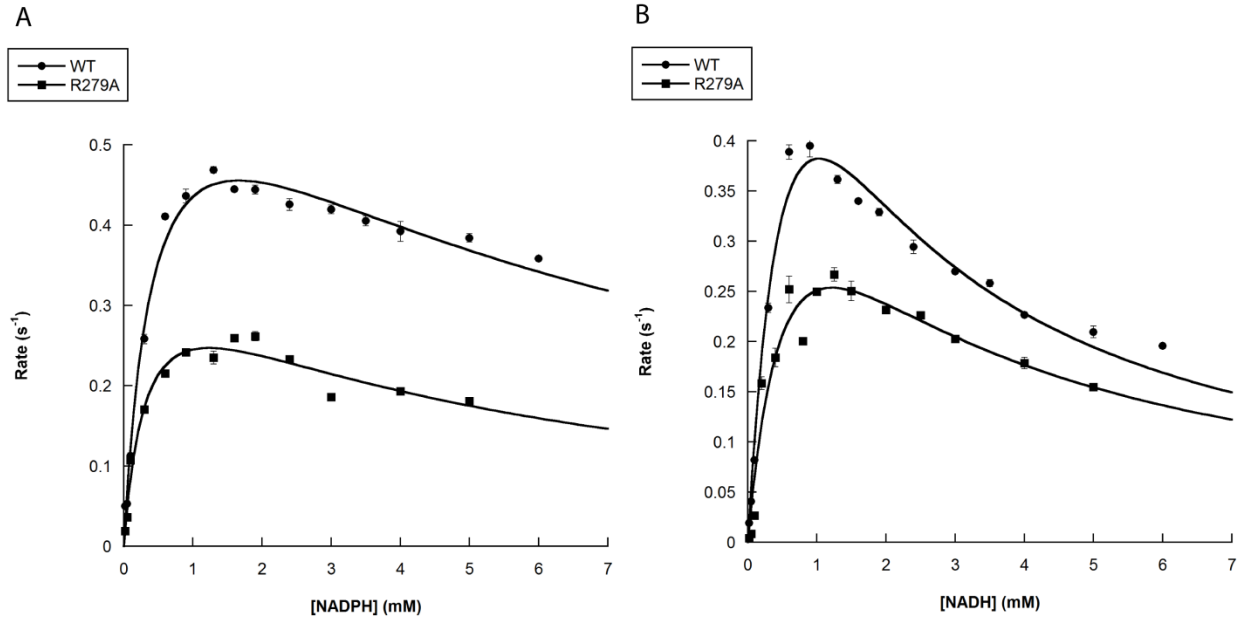 A
WT
R279A
0.5
0.4
0.3
0.2
0.1
0
Rate (s⁻¹)
0 1 2 3 4 5 6 7
[NADPH] (mM)
B
WT
R279A
0.4
0.35
0.3
0.25
0.2
0.15
0.1
0.05
0
Rate (s⁻¹)
0 1 2 3 4 5 6 7
[NADH] (mM)